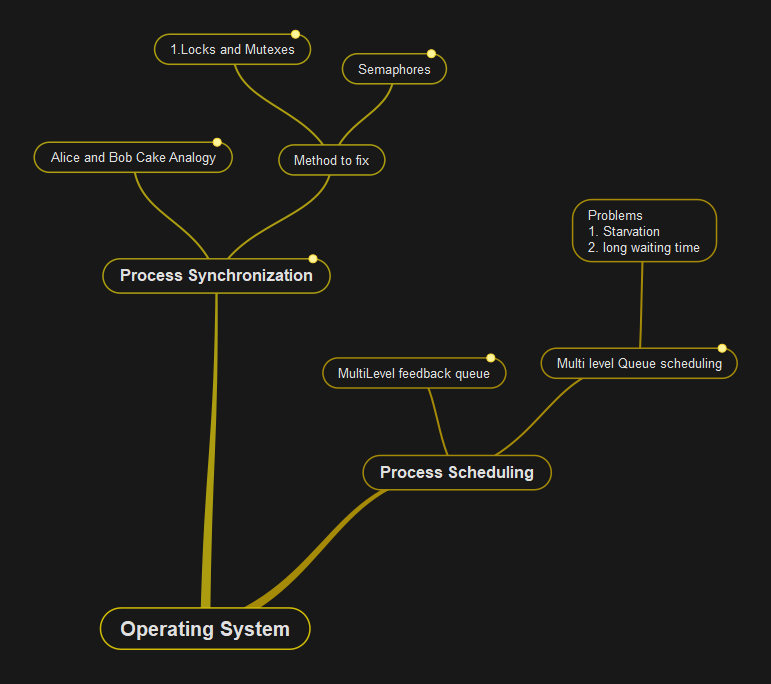 1.Locks and Mutexes
Semaphores
Alice and Bob Cake Analogy
Method to fix
Problems
1. Starvation
2. long waiting time
Process Synchronization
MultiLevel feedback queue
Multi level Queue scheduling
Process Scheduling
Operating System